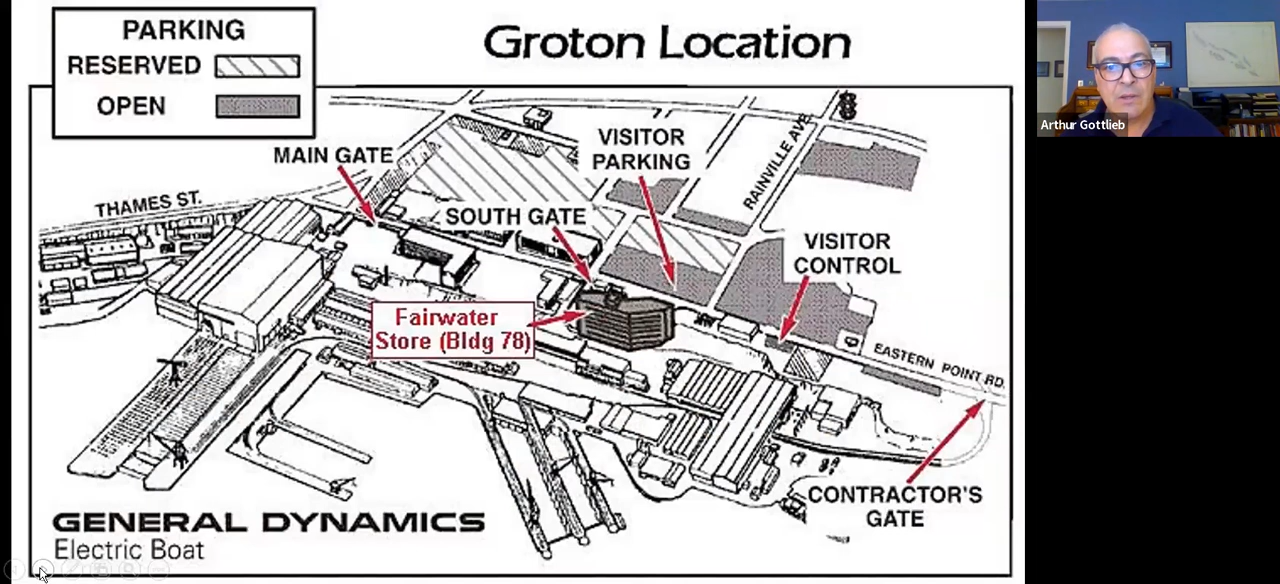 PARKING
RESERVED
OPEN
Groton Location
Arthur Gottlieb
MAIN GATE
VISITOR
PARKING
RAINVILLE AVE.
THAMES ST.
SOUTH GATE
VISITOR
CONTROL
Fairwater
Store (Bldg 78)
EASTERN POINT RD.
CONTRACTOR'S
GATE
GENERAL DYNAMICS
Electric Boat